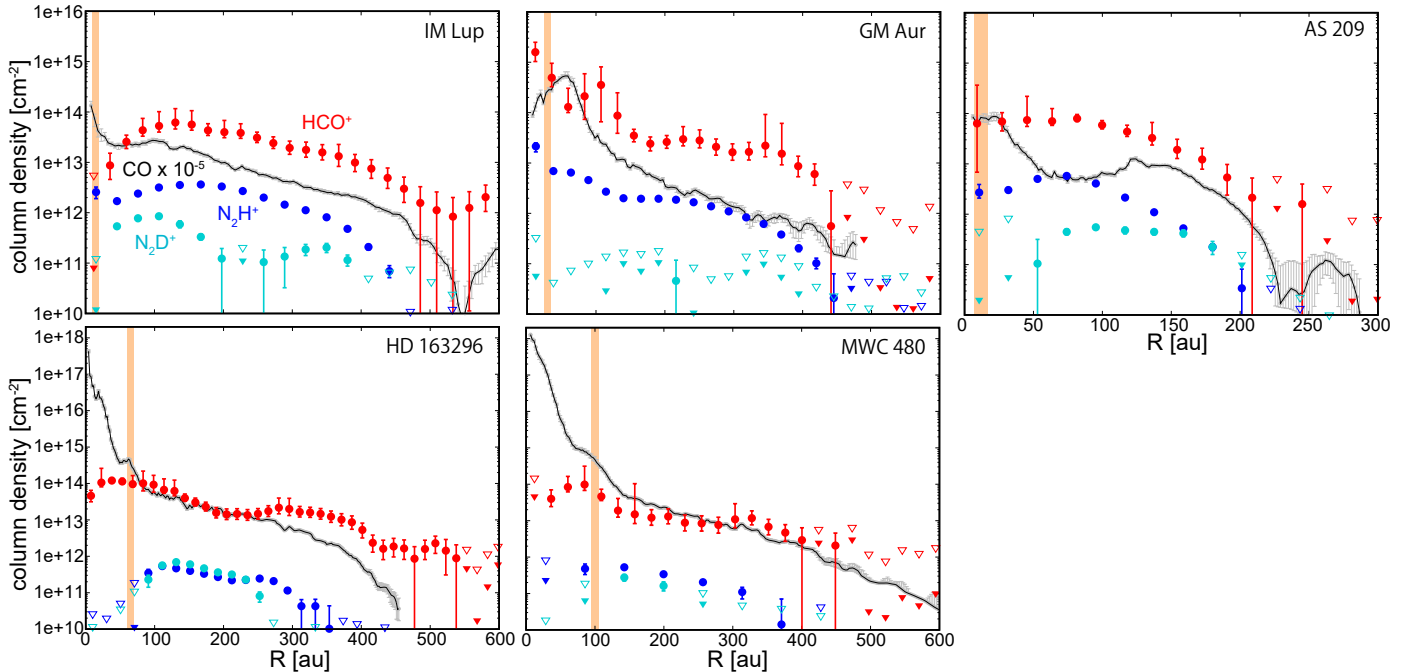 IM Lup
GM Aur
AS 209
column density [cm-2]
1e+16
1e+15
1e+14
1e+13
1e+12
1e+11
1e+10
HCO+
CO x 10-5
N2H+
N2D+
0 50 100 150 200 250 300
R [au]
HD 163296
MWC 480
column density [cm-2]
1e+18
1e+17
1e+16
1e+15
1e+14
1e+13
1e+12
1e+11
1e+10
0 100 200 300 400 500 600
0 100 200 300 400 500 600
R [au]
R [au]